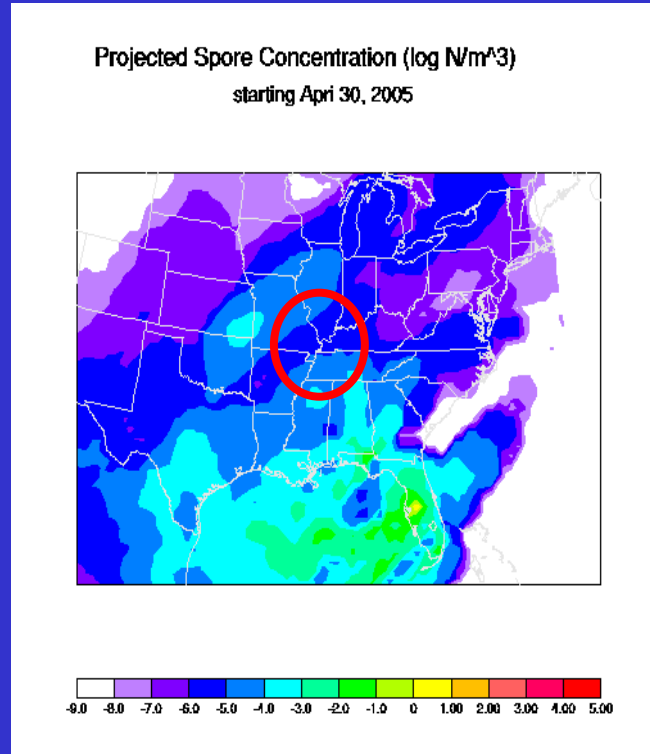 Projected Spore Concentration (log N/m^3)
starting Apri 30, 2005
-9.0 -8.0 -7.0 -6.0 -5.0 -4.0 -3.0 -2.0 -1.0 0 1.00 2.00 3.00 4.00 5.00